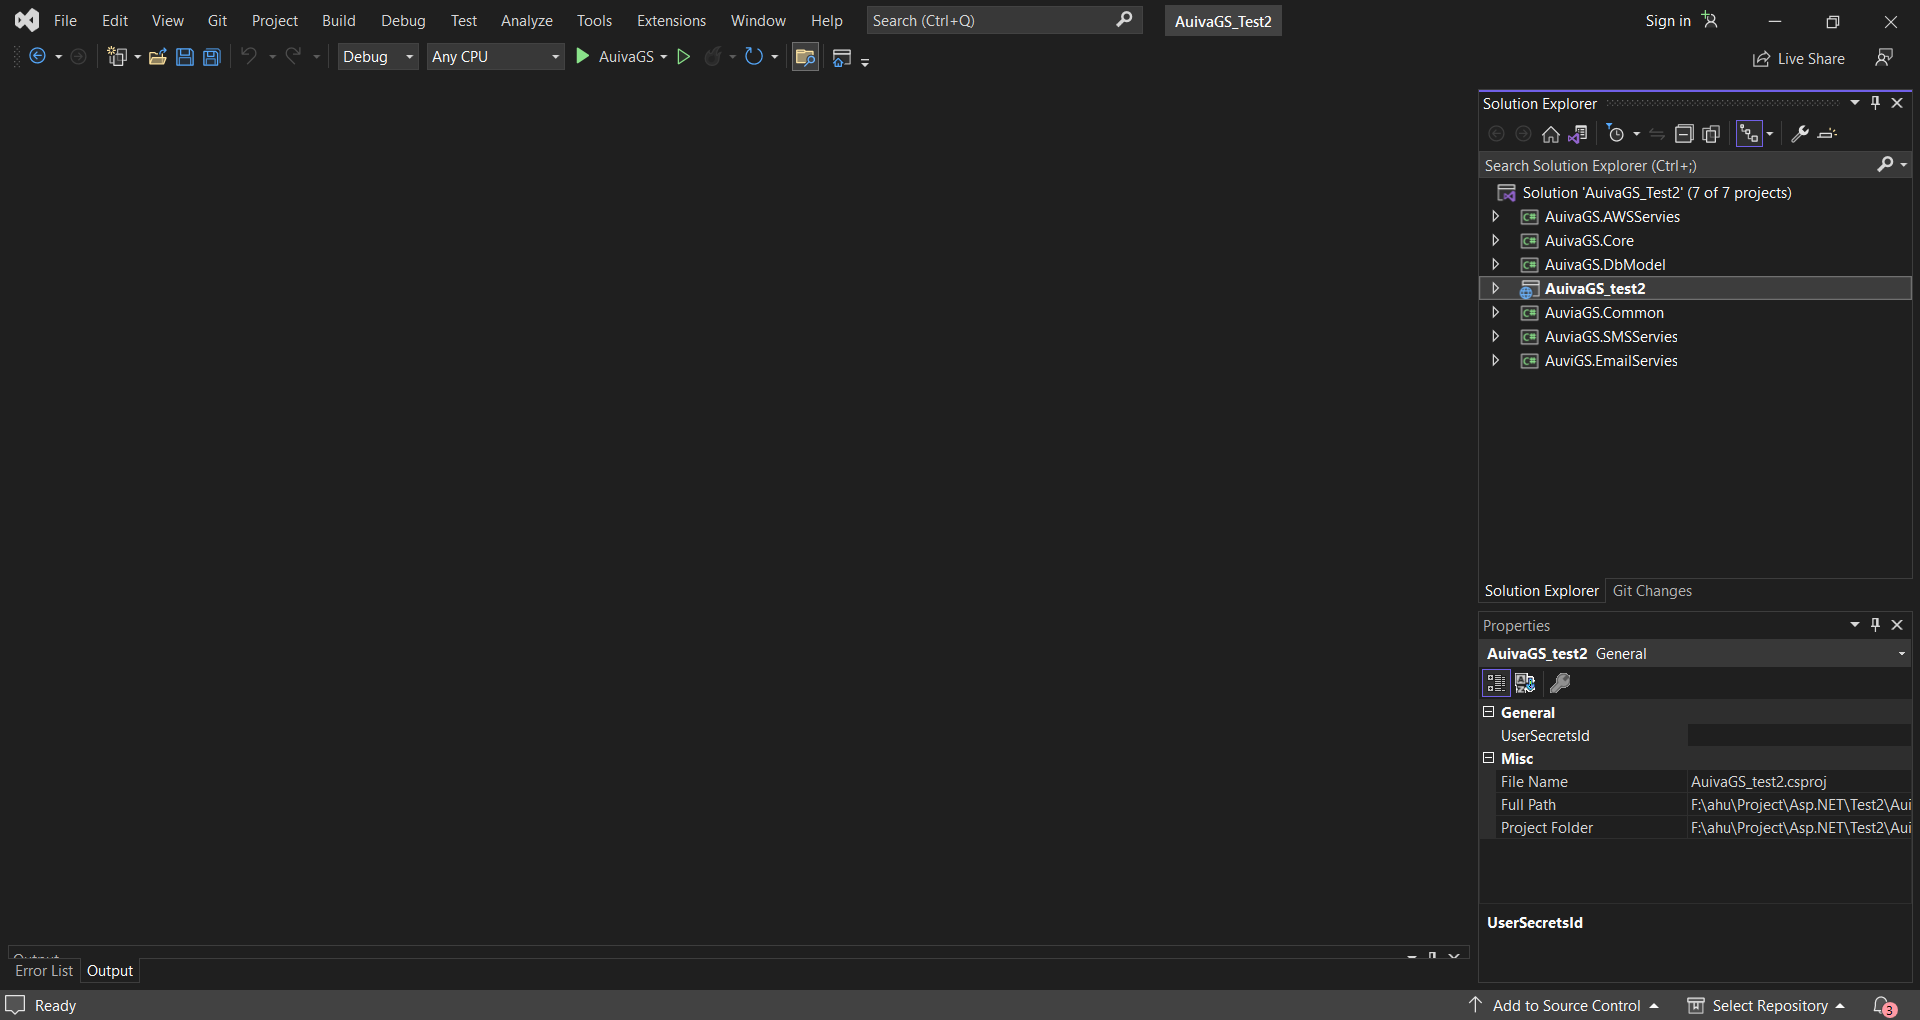 File Edit View Git Project Build Debug Test Analyze Tools Extensions Window Help Search (Ctrl+Q) AuivaGS_Test2 Sign in
Debug Any CPU AuivaGS Live Share
Solution Explorer
Search Solution Explorer (Ctrl+;)
Solution 'AuivaGS_Test2' (7 of 7 projects)
C# AuivaGS.AWSServies
C# AuivaGS.Core
C# AuivaGS.DbModel
AuivaGS_test2
C# AuviaGS.Common
C# AuviaGS.SMSServies
C# AuviGS.EmailServies
Solution Explorer Git Changes
Properties
AuivaGS_test2 General
General
UserSecretsId
Misc
File Name AuivaGS_test2.csproj
Full Path F:\ahu\Project\Asp.NET\Test2\Aui
Project Folder F:\ahu\Project\Asp.NET\Test2\Aui
UserSecretsId
Output
Error List Output
Ready Add to Source Control Select Repository 3